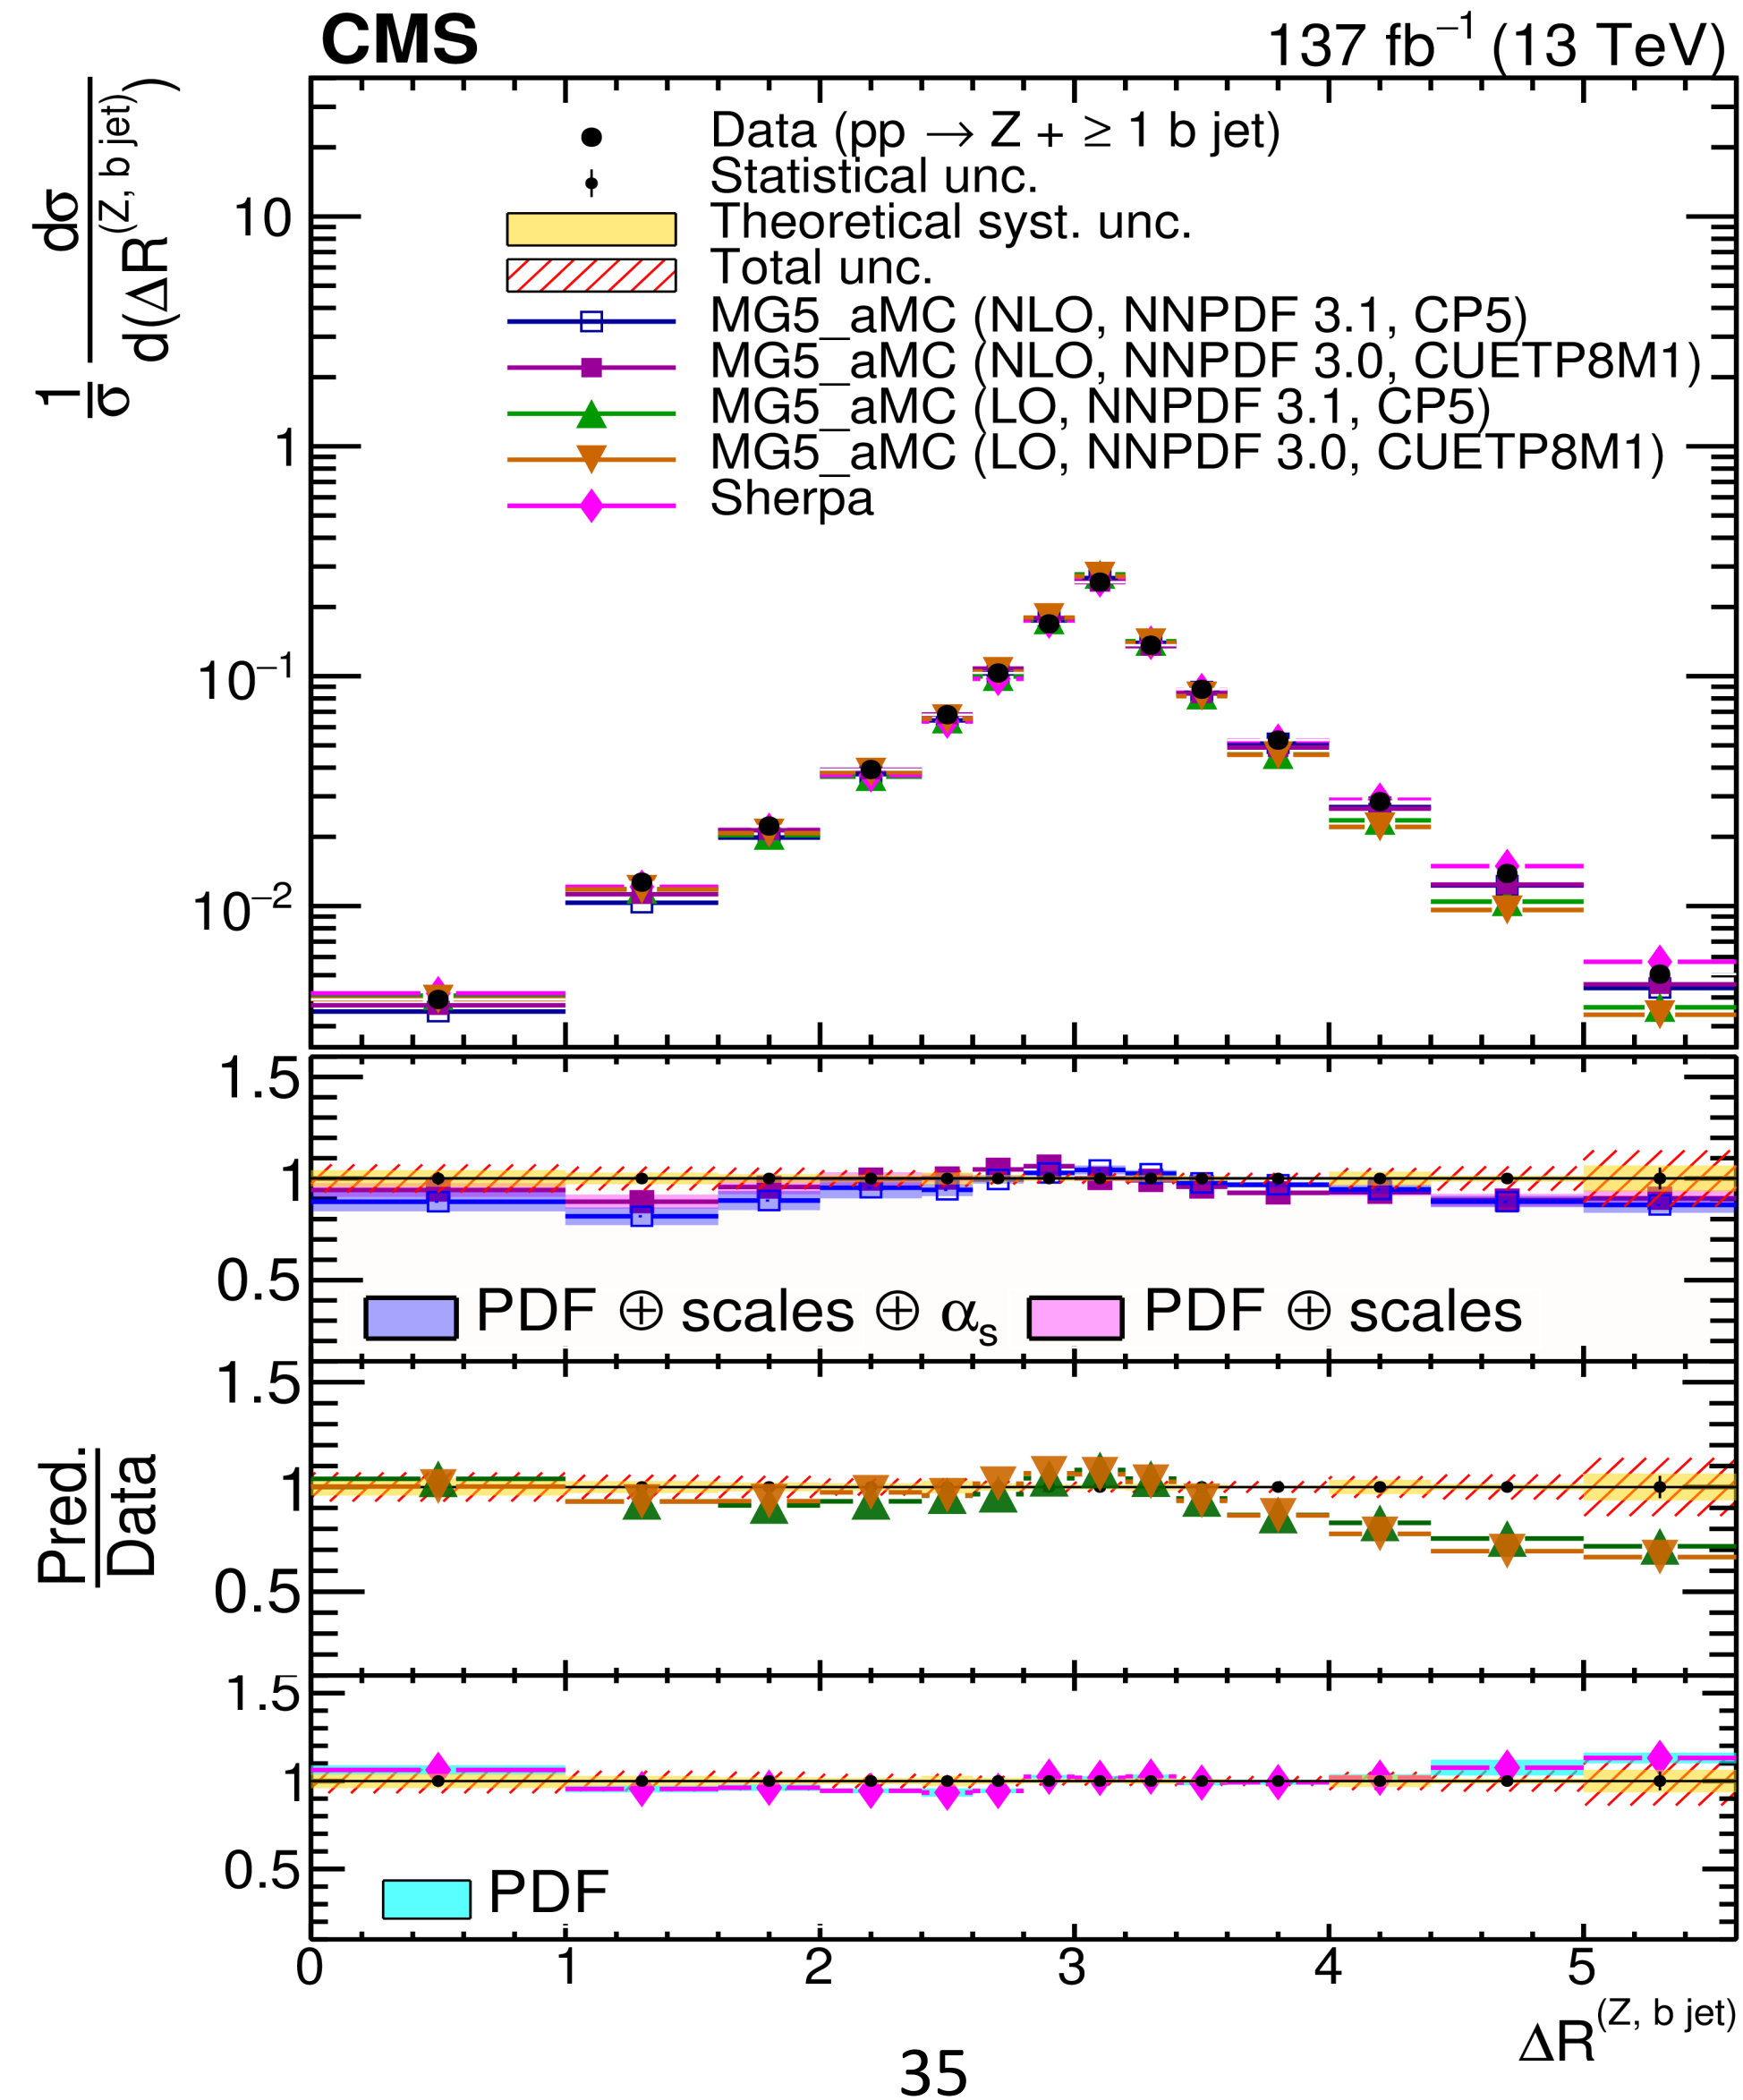 CMS
137 fb⁻¹ (13 TeV)
1/σ dσ/d(ΔR^(Z, b jet))
Data (pp → Z + ≥ 1 b jet)
Statistical unc.
Theoretical syst. unc.
Total unc.
MG5_aMC (NLO, NNPDF 3.1, CP5)
MG5_aMC (NLO, NNPDF 3.0, CUETP8M1)
MG5_aMC (LO, NNPDF 3.1, CP5)
MG5_aMC (LO, NNPDF 3.0, CUETP8M1)
Sherpa
10
1
10⁻¹
10⁻²
1.5
1
0.5
PDF ⊕ scales ⊕ αₛ
PDF ⊕ scales
Pred.
Data
1.5
1
0.5
1.5
1
0.5
PDF
0 1 2 3 4 5
ΔR^(Z, b jet)
35